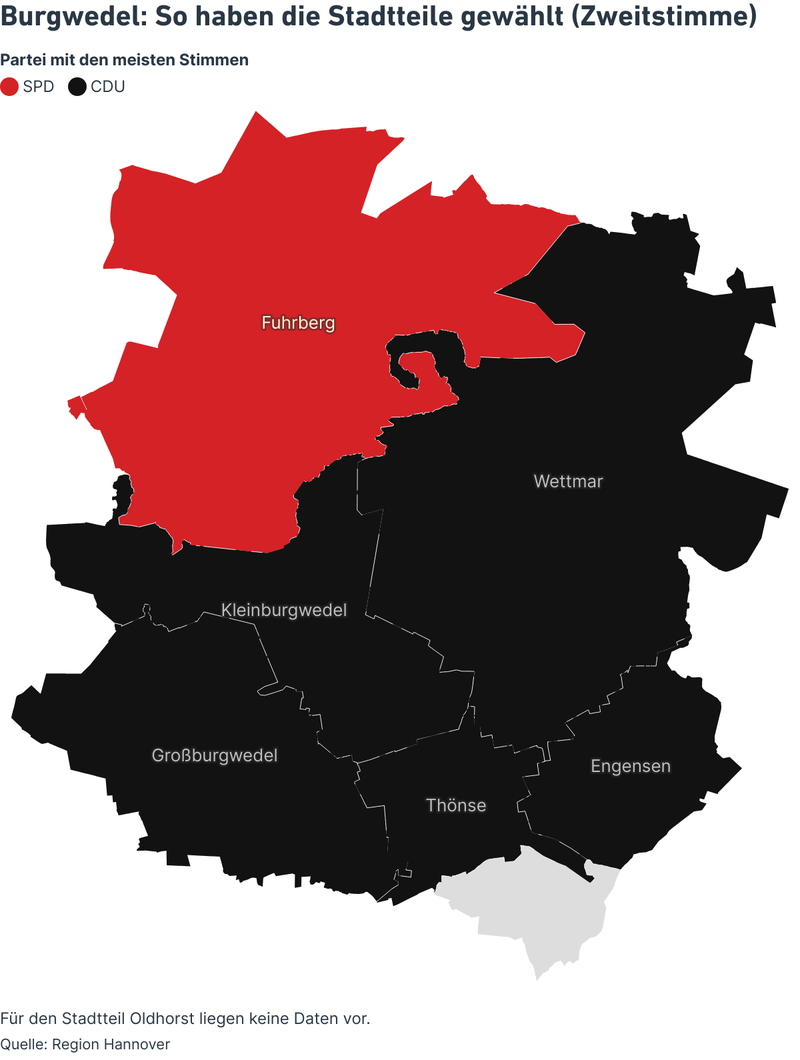 Burgwedel: So haben die Stadtteile gewählt (Zweitstimme)
Partei mit den meisten Stimmen
SPD CDU
Fuhrberg
Wettmar
Kleinburgwedel
Großburgwedel
Engensen
Thönse
Für den Stadtteil Oldhorst liegen keine Daten vor.
Quelle: Region Hannover